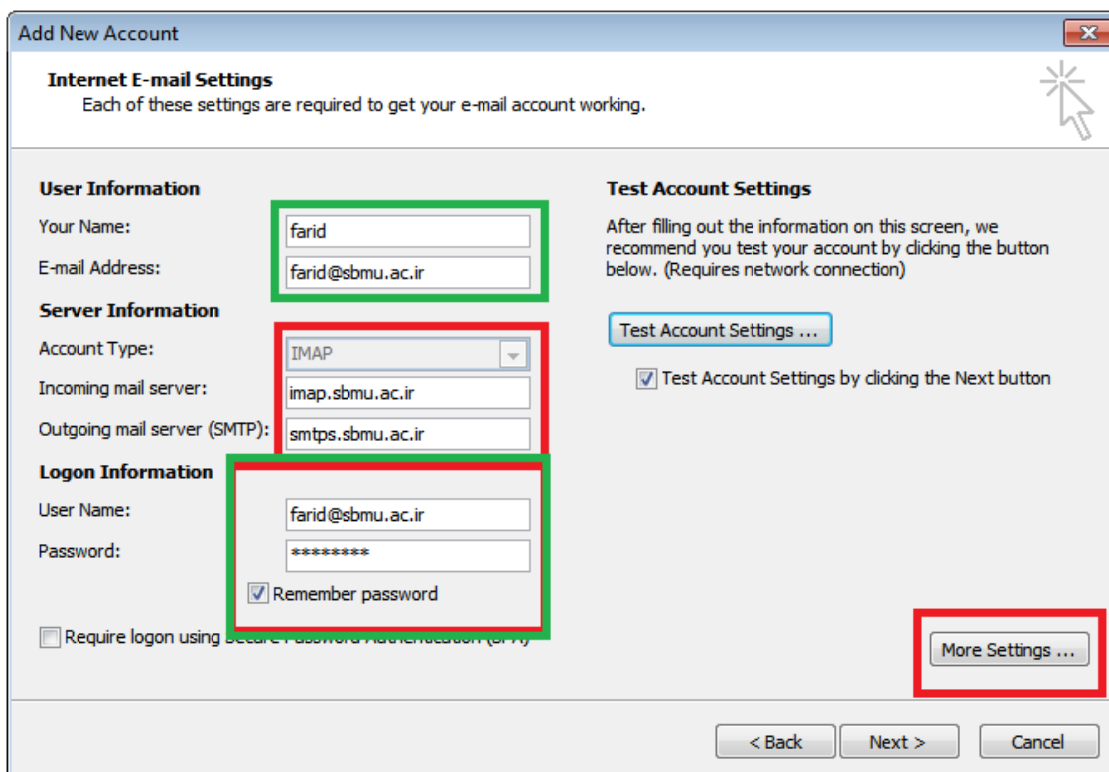 Add New Account
Internet E-mail Settings
Each of these settings are required to get your e-mail account working.
User Information
Your Name:
farid
E-mail Address:
farid@sbmu.ac.ir
Server Information
Account Type:
IMAP
Incoming mail server:
imap.sbmu.ac.ir
Outgoing mail server (SMTP):
smtps.sbmu.ac.ir
Logon Information
User Name:
farid@sbmu.ac.ir
Password:
********
Remember password
Require logon using Secure Password Authentication (SPA)
Test Account Settings
After filling out the information on this screen, we
recommend you test your account by clicking the button
below. (Requires network connection)
Test Account Settings ...
Test Account Settings by clicking the Next button
More Settings ...
< Back
Next >
Cancel